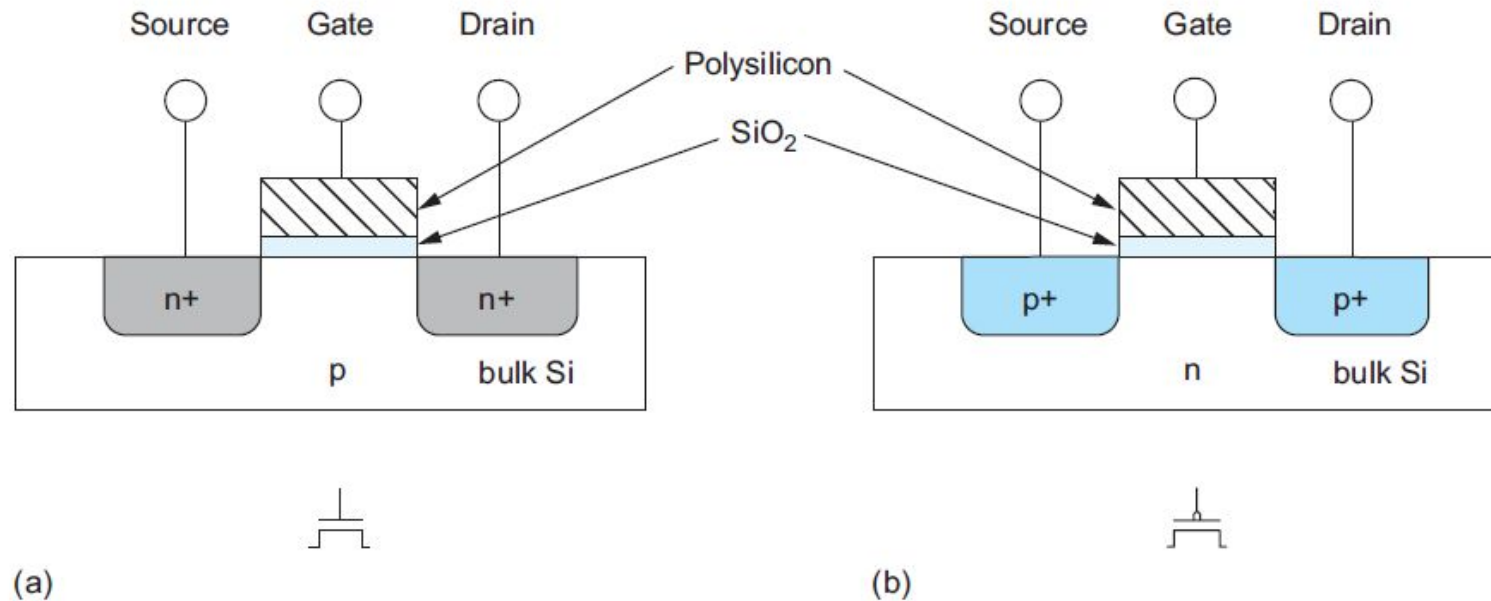 Source Gate Drain
Source Gate Drain
Polysilicon
SiO₂
n+ n+
p bulk Si
p+ p+
n bulk Si
(a)
(b)